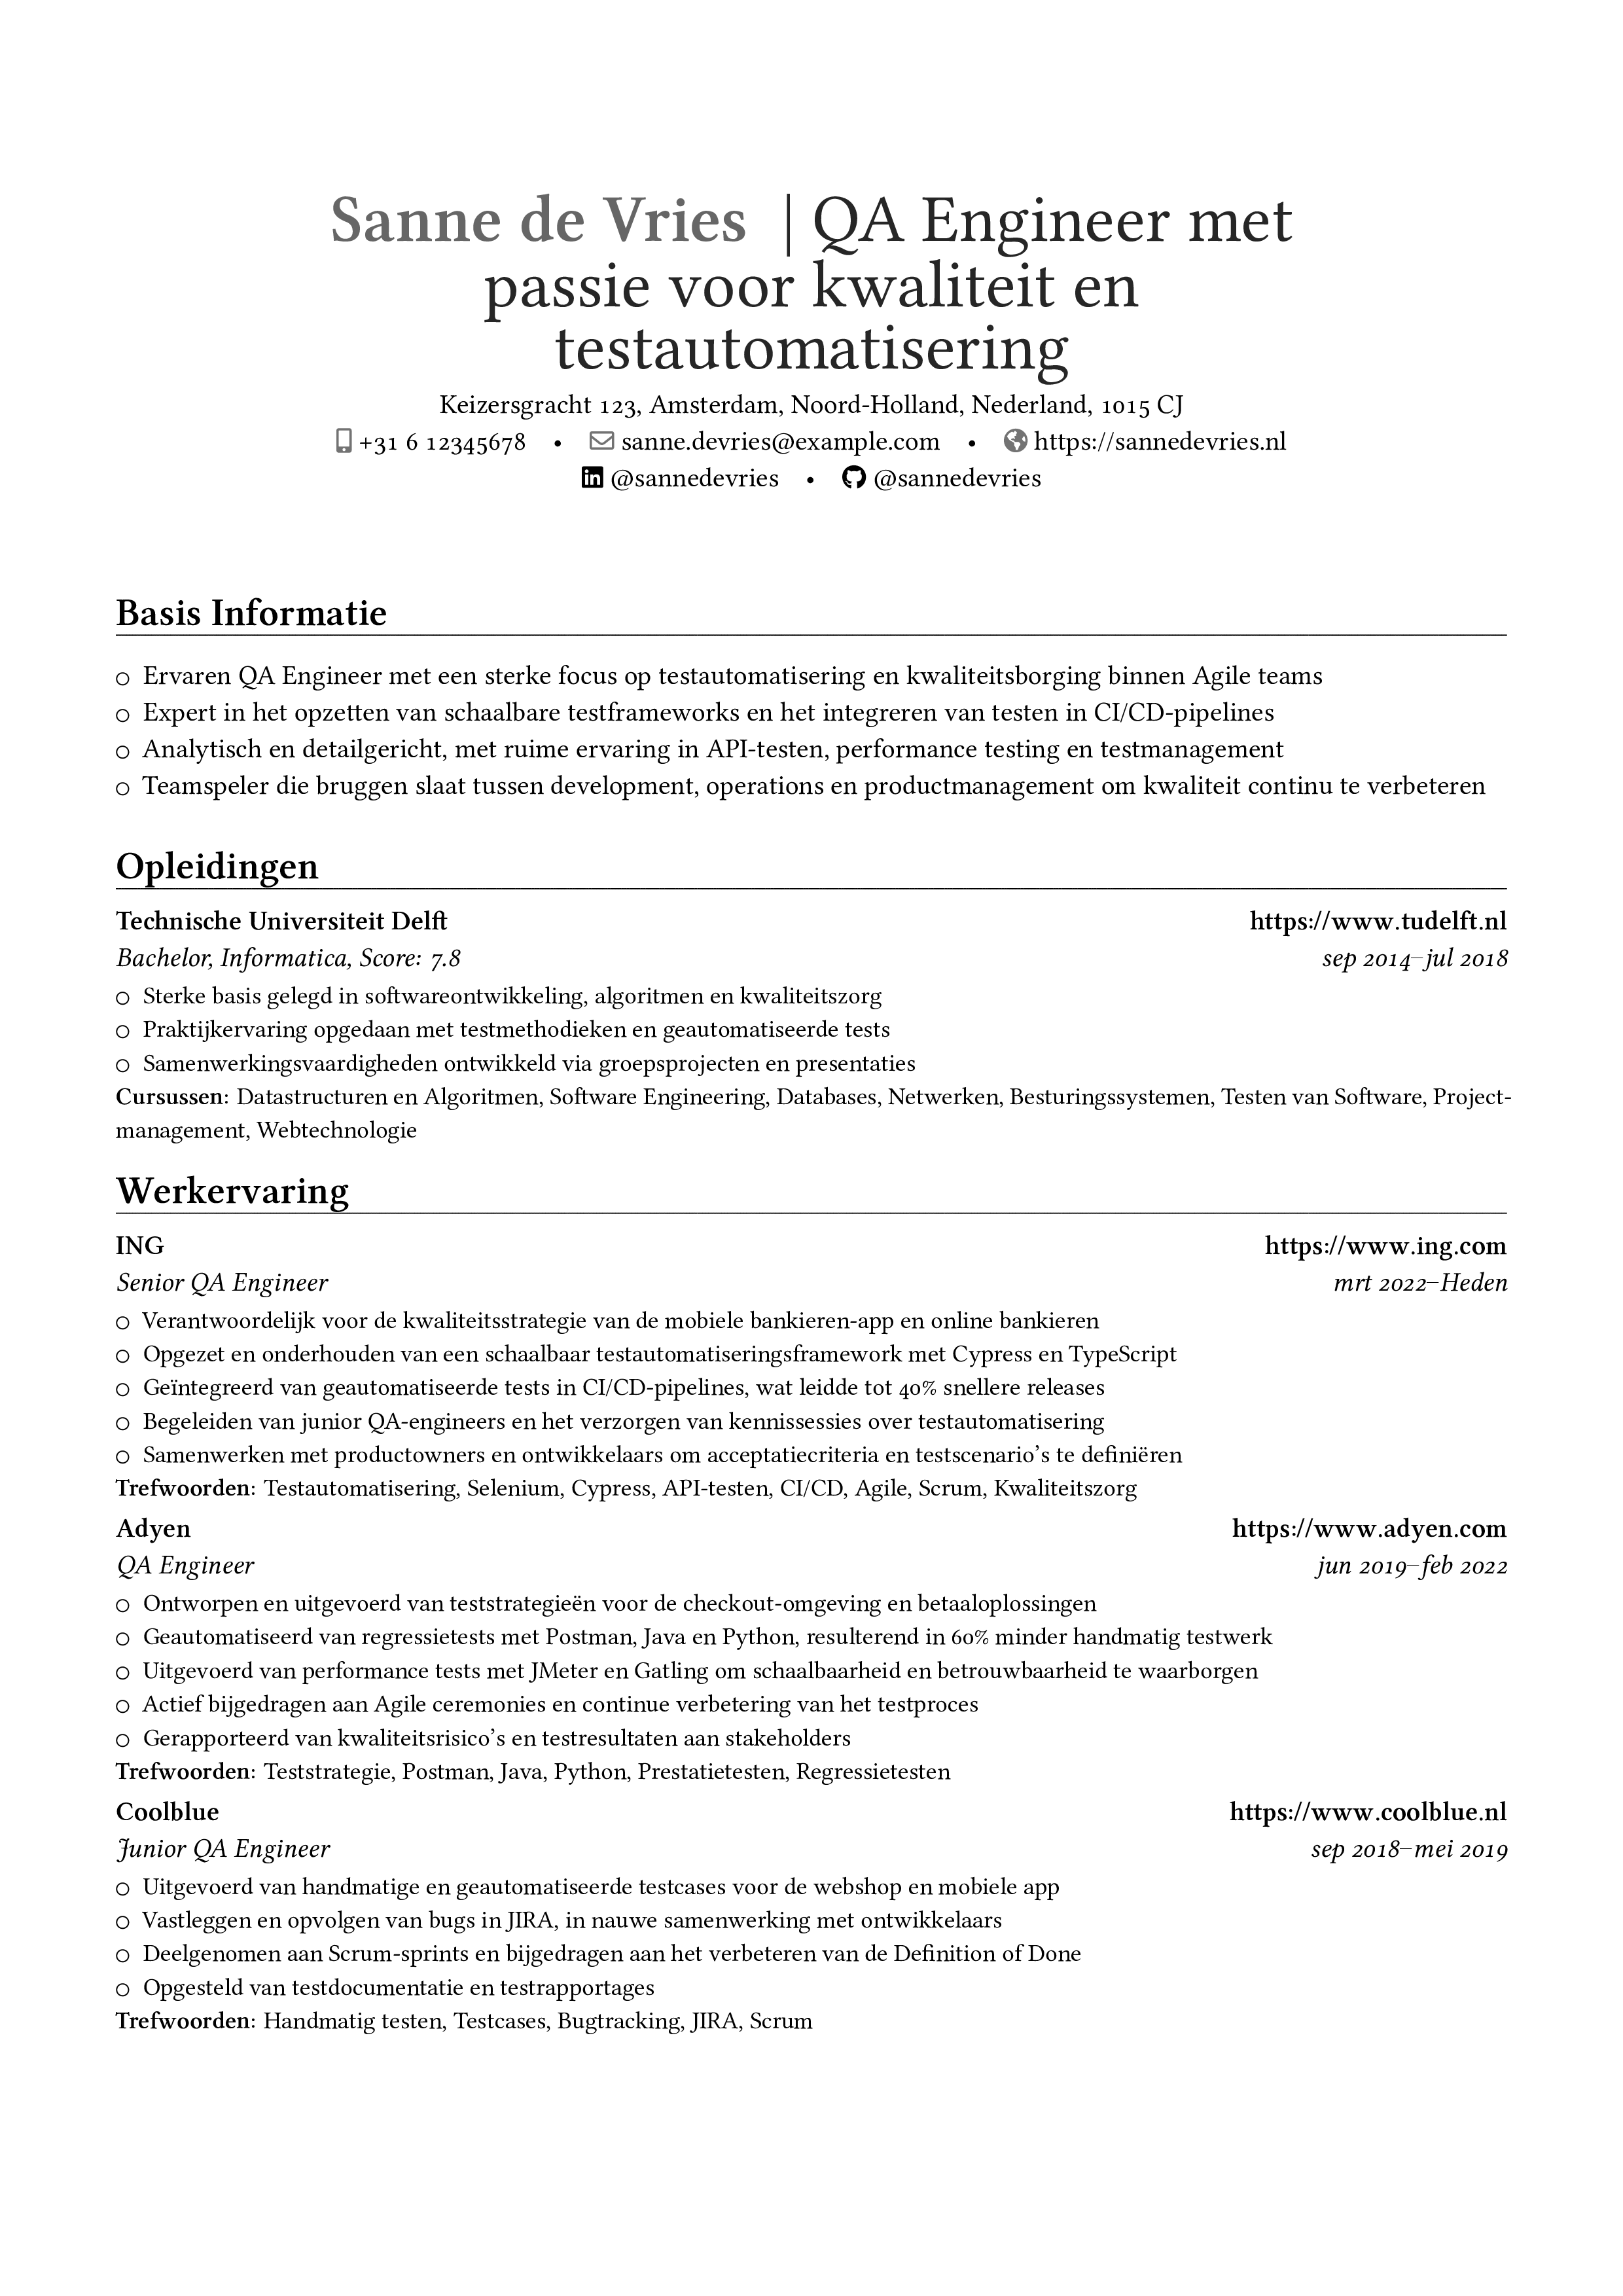 Sanne de Vries | QA Engineer met
passie voor kwaliteit en
testautomatisering
Keizersgracht 123, Amsterdam, Noord-Holland, Nederland, 1015 CJ
+31 6 12345678 • sanne.devries@example.com • https://sannedevries.nl
@sannedevries • @sannedevries
Basis Informatie
○ Ervaren QA Engineer met een sterke focus op testautomatisering en kwaliteitsborging binnen Agile teams
○ Expert in het opzetten van schaalbare testframeworks en het integreren van testen in CI/CD-pipelines
○ Analytisch en detailgericht, met ruime ervaring in API-testen, performance testing en testmanagement
○ Teamspeler die bruggen slaat tussen development, operations en productmanagement om kwaliteit continu te verbeteren
Opleidingen
Technische Universiteit Delft https://www.tudelft.nl
Bachelor, Informatica, Score: 7.8 sep 2014–jul 2018
○ Sterke basis gelegd in softwareontwikkeling, algoritmen en kwaliteitszorg
○ Praktijkervaring opgedaan met testmethodieken en geautomatiseerde tests
○ Samenwerkingsvaardigheden ontwikkeld via groepsprojecten en presentaties
Cursussen: Datastructuren en Algoritmen, Software Engineering, Databases, Netwerken, Besturingssystemen, Testen van Software, Project-
management, Webtechnologie
Werkervaring
ING https://www.ing.com
Senior QA Engineer mrt 2022–Heden
○ Verantwoordelijk voor de kwaliteitsstrategie van de mobiele bankieren-app en online bankieren
○ Opgezet en onderhouden van een schaalbaar testautomatiseringsframework met Cypress en TypeScript
○ Geïntegreerd van geautomatiseerde tests in CI/CD-pipelines, wat leidde tot 40% snellere releases
○ Begeleiden van junior QA-engineers en het verzorgen van kennissessies over testautomatisering
○ Samenwerken met productowners en ontwikkelaars om acceptatiecriteria en testscenario's te definiëren
Trefwoorden: Testautomatisering, Selenium, Cypress, API-testen, CI/CD, Agile, Scrum, Kwaliteitszorg
Adyen https://www.adyen.com
QA Engineer jun 2019–feb 2022
○ Ontworpen en uitgevoerd van teststrategieën voor de checkout-omgeving en betaaloplossingen
○ Geautomatiseerd van regressietests met Postman, Java en Python, resulterend in 60% minder handmatig testwerk
○ Uitgevoerd van performance tests met JMeter en Gatling om schaalbaarheid en betrouwbaarheid te waarborgen
○ Actief bijgedragen aan Agile ceremonies en continue verbetering van het testproces
○ Gerapporteerd van kwaliteitsrisico's en testresultaten aan stakeholders
Trefwoorden: Teststrategie, Postman, Java, Python, Prestatietesten, Regressietesten
Coolblue https://www.coolblue.nl
Junior QA Engineer sep 2018–mei 2019
○ Uitgevoerd van handmatige en geautomatiseerde testcases voor de webshop en mobiele app
○ Vastleggen en opvolgen van bugs in JIRA, in nauwe samenwerking met ontwikkelaars
○ Deelgenomen aan Scrum-sprints en bijgedragen aan het verbeteren van de Definition of Done
○ Opgesteld van testdocumentatie en testrapportages
Trefwoorden: Handmatig testen, Testcases, Bugtracking, JIRA, Scrum